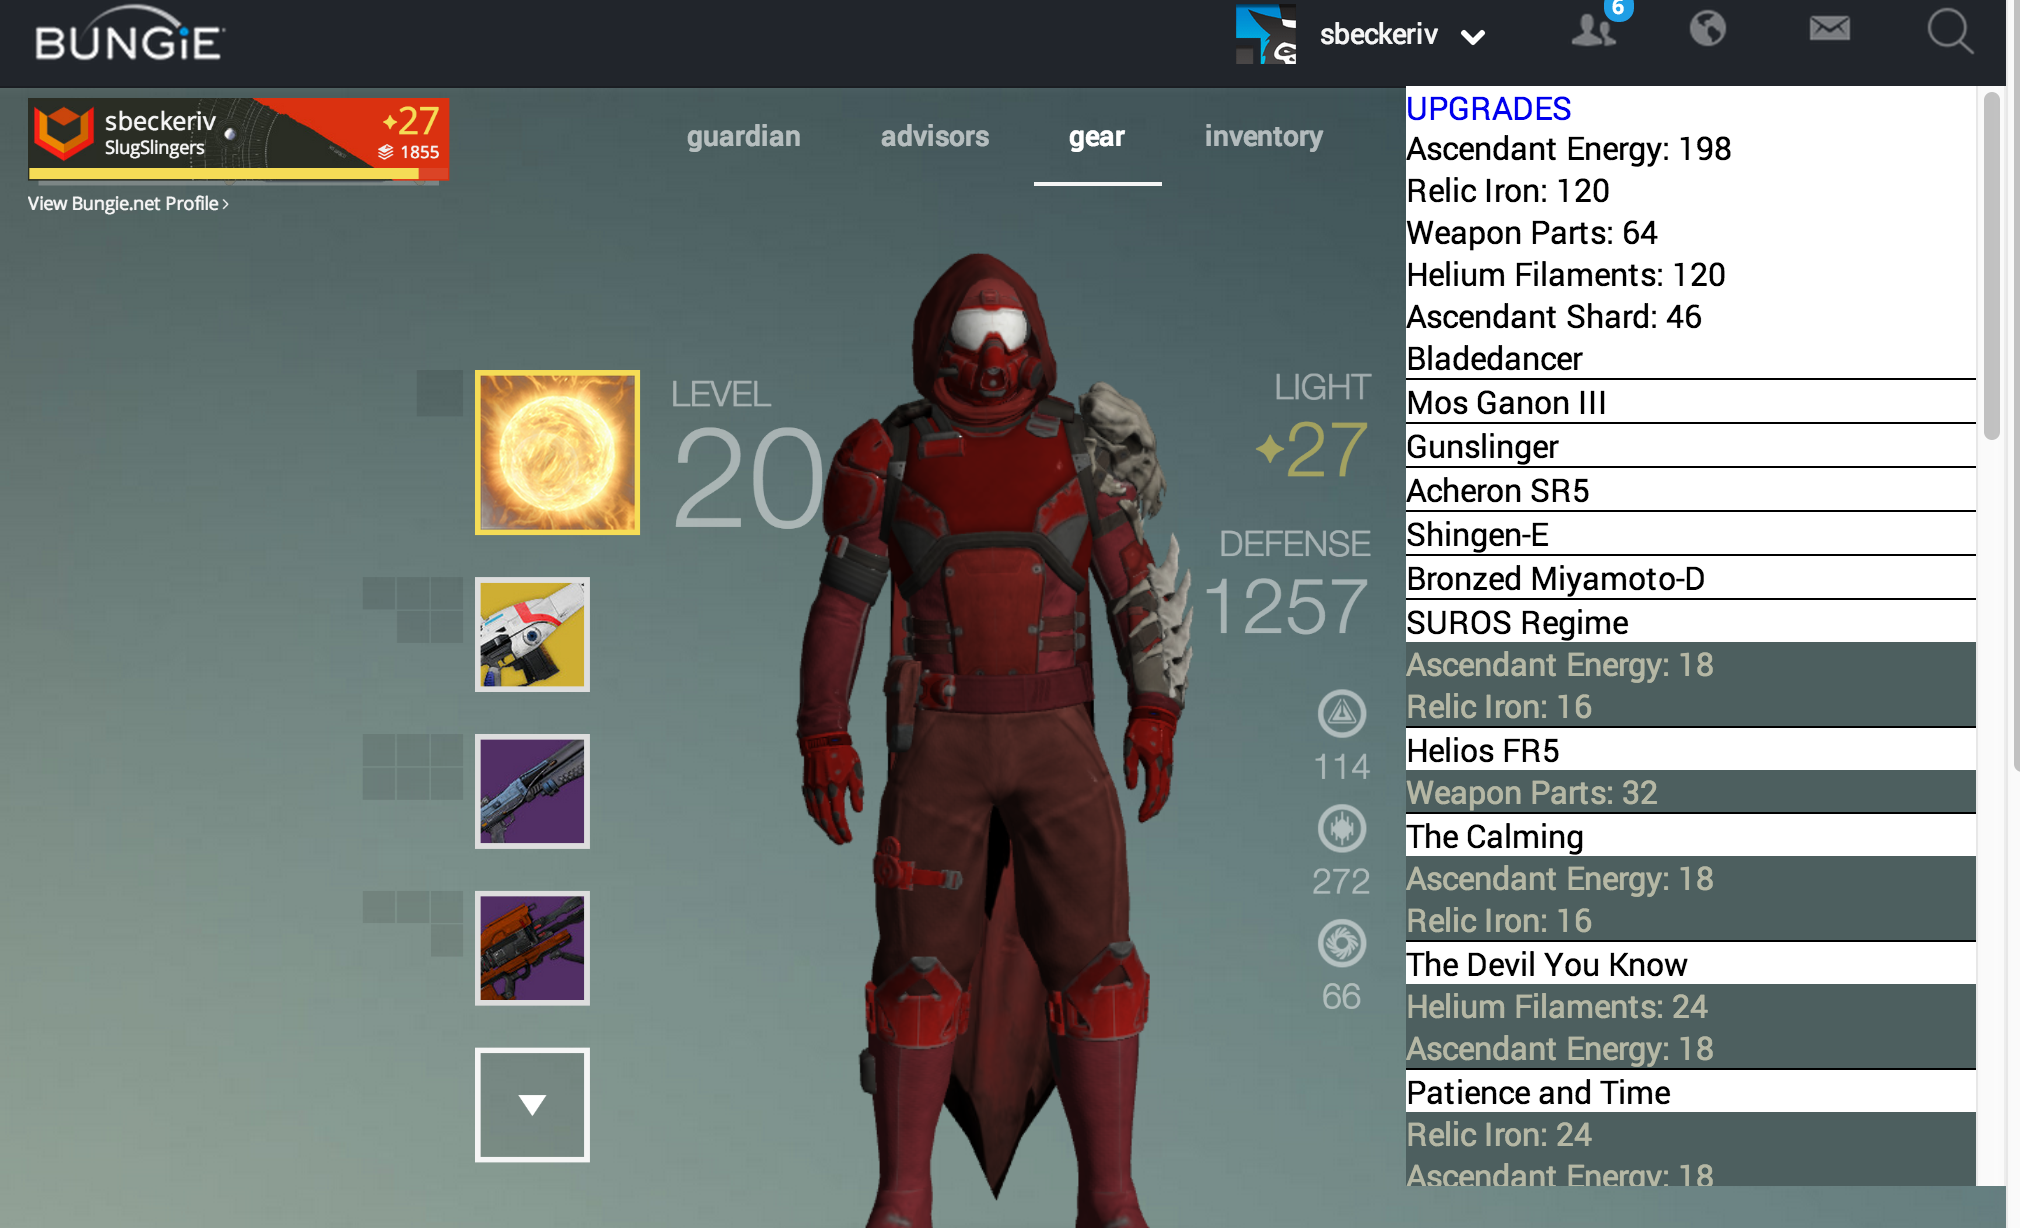 BUNGiE
sbeckeriv
6
sbeckeriv
SlugSlingers
27
1855
View Bungie.net Profile ›
guardian
advisors
gear
inventory
LEVEL
20
LIGHT
27
DEFENSE
1257
114
272
66
UPGRADES
Ascendant Energy: 198
Relic Iron: 120
Weapon Parts: 64
Helium Filaments: 120
Ascendant Shard: 46
Bladedancer
Mos Ganon III
Gunslinger
Acheron SR5
Shingen-E
Bronzed Miyamoto-D
SUROS Regime
Ascendant Energy: 18
Relic Iron: 16
Helios FR5
Weapon Parts: 32
The Calming
Ascendant Energy: 18
Relic Iron: 16
The Devil You Know
Helium Filaments: 24
Ascendant Energy: 18
Patience and Time
Relic Iron: 24
Ascendant Energy: 18